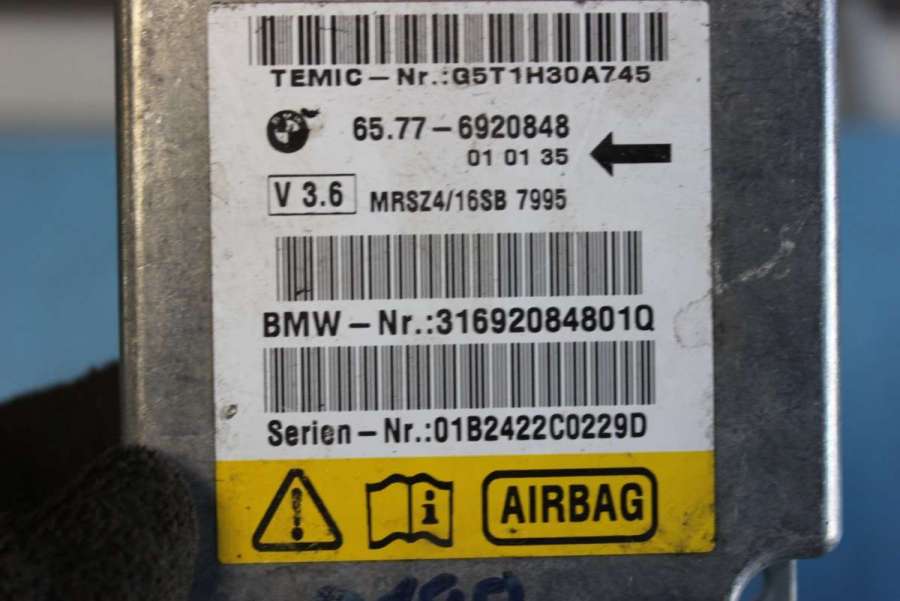 TEMIC-Nr.:G5T1H30A745
65.77-6920848
01 01 35
V 3.6 MRSZ4/16SB 7995
BMW-Nr.:31692084801Q
Serien-Nr.:01B2422C0229D
i AIRBAG